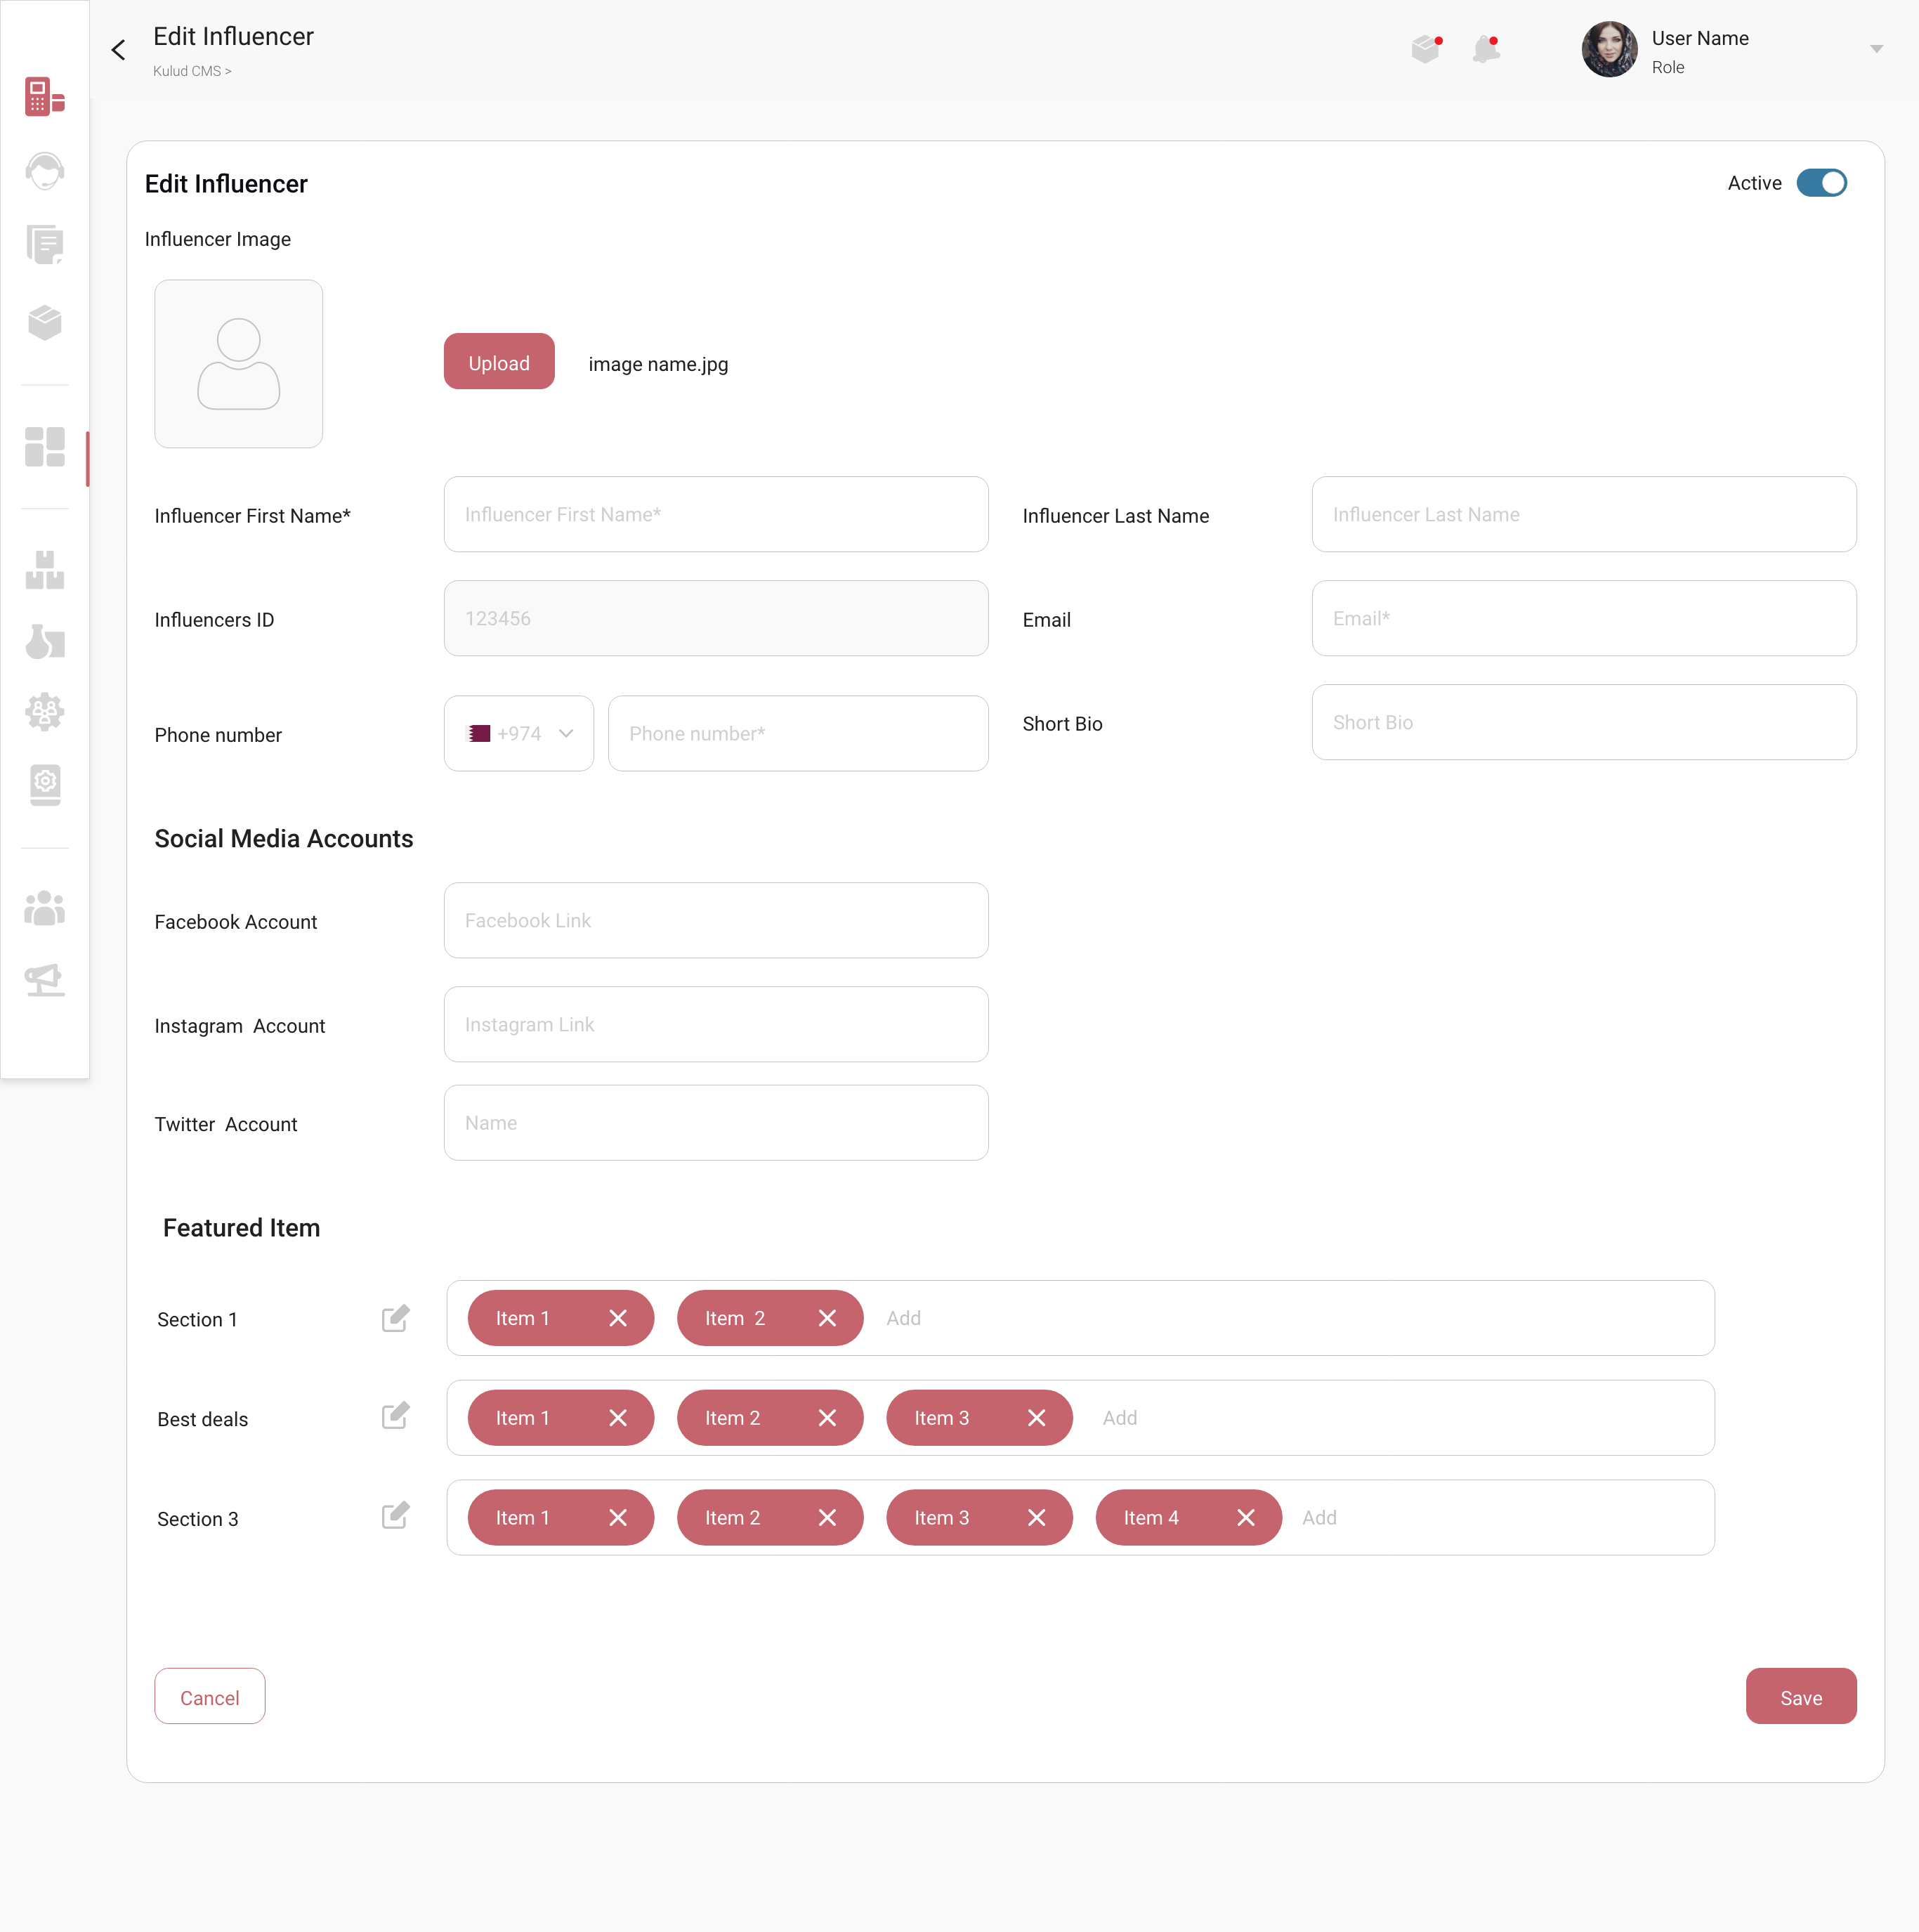 Edit Influencer
Kulud CMS >
User Name
Role
Edit Influencer
Active
Influencer Image
Upload
image name.jpg
Influencer First Name*
Influencer First Name*
Influencer Last Name
Influencer Last Name
Influencers ID
123456
Email
Email*
Phone number
+974
Phone number*
Short Bio
Short Bio
Social Media Accounts
Facebook Account
Facebook Link
Instagram  Account
Instagram Link
Twitter  Account
Name
Featured Item
Section 1
Item 1
Item  2
Add
Best deals
Item 1
Item 2
Item 3
Add
Section 3
Item 1
Item 2
Item 3
Item 4
Add
Cancel
Save